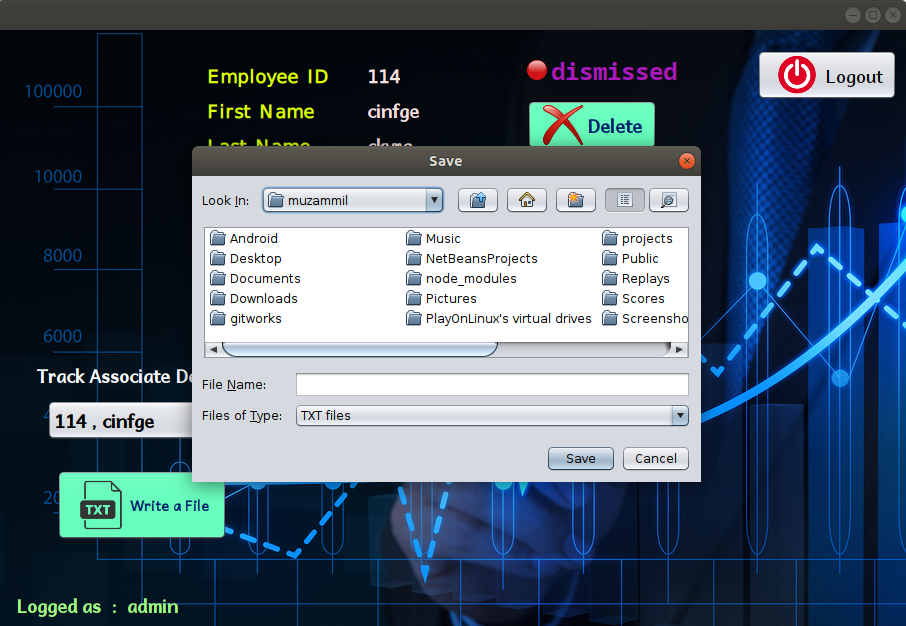 100000
10000
8000
6000
Employee ID 114
First Name cinfge
Last Name
dismissed
Delete
Logout
Track Associate De
114 , cinfge
TXT Write a File
Logged as : admin
Save
Look In: muzammil
Android
Desktop
Documents
Downloads
gitworks
Music
NetBeansProjects
node_modules
Pictures
PlayOnLinux's virtual drives
projects
Public
Replays
Scores
Screensho
File Name:
Files of Type: TXT files
Save Cancel